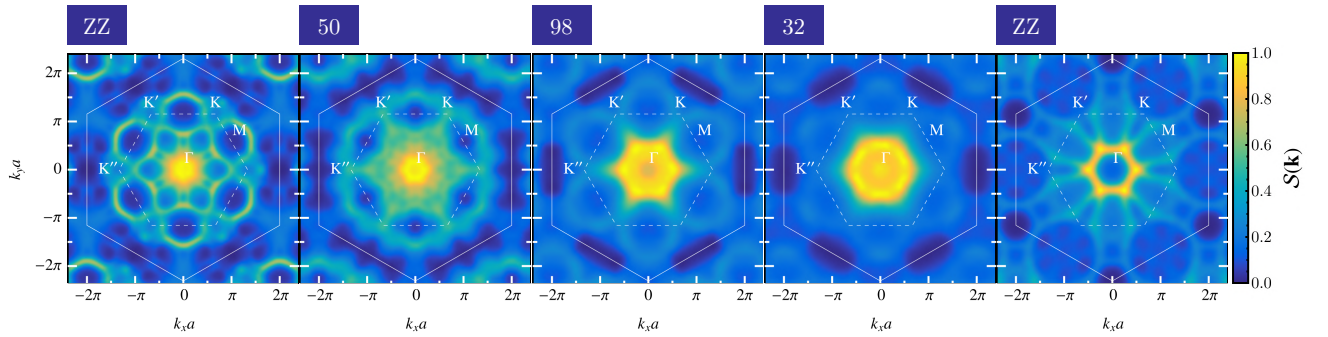 ZZ 50 98 32 ZZ
2π K′ K K′ K K′ K K′ K K′ K 1.0
π M M M M M 0.8
Γ Γ Γ Γ Γ
kya 0 K′′ K′′ K′′ K′′ K′′ 0.6 S(k)
−π 0.4
−2π 0.2
0.0
−2π −π 0 π 2π −2π −π 0 π 2π −2π −π 0 π 2π −2π −π 0 π 2π −2π −π 0 π 2π
kxa kxa kxa kxa kxa